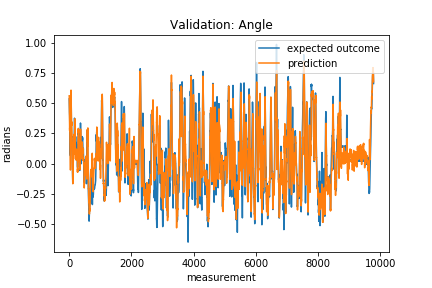 Validation: Angle
expected outcome
prediction
1.00
0.75
0.50
0.25
0.00
−0.25
−0.50
radians
0
2000
4000
6000
8000
10000
measurement